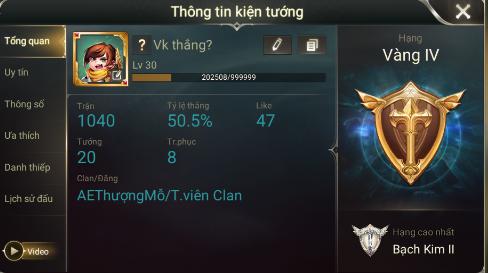 Thông tin kiện tướng
Tổng quan
Uy tín
Thông số
Ưa thích
Danh thiếp
Lịch sử đấu
Video
? Vk thắng?
Lv 30
202508/999999
Trận
Tỷ lệ thắng
Like
1040
50.5%
47
Tướng
Tr.phục
20
8
Clan/Đảng
AEThượngMỗ/T.viên Clan
Hạng
Vàng IV
Hạng cao nhất
Bạch Kim II